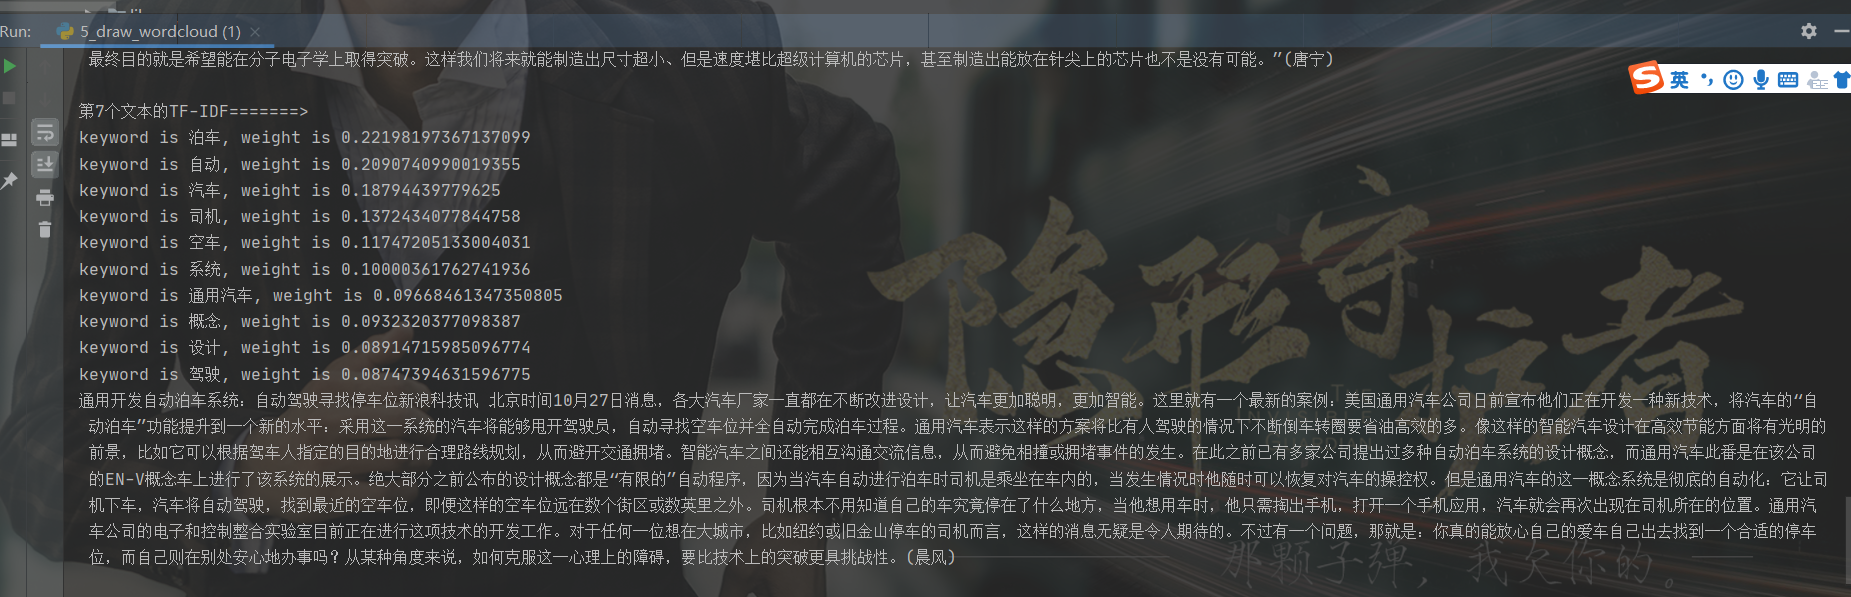 Run:
5_draw_wordcloud (1)
英
最终目的就是希望能在分子电子学上取得突破。这样我们将来就能制造出尺寸超小、但是速度堪比超级计算机的芯片，甚至制造出能放在针尖上的芯片也不是没有可能。”(唐宁)
第7个文本的TF-IDF=======>
keyword is 泊车, weight is 0.22198197367137099
keyword is 自动, weight is 0.2090740990019355
keyword is 汽车, weight is 0.18794439779625
keyword is 司机, weight is 0.1372434077844758
keyword is 空车, weight is 0.11747205133004031
keyword is 系统, weight is 0.10000361762741936
keyword is 通用汽车, weight is 0.09668461347350805
keyword is 概念, weight is 0.0932320377098387
keyword is 设计, weight is 0.08914715985096774
keyword is 驾驶, weight is 0.08747394631596775
通用开发自动泊车系统：自动驾驶寻找停车位新浪科技讯 北京时间10月27日消息，各大汽车厂家一直都在不断改进设计，让汽车更加聪明，更加智能。这里就有一个最新的案例：美国通用汽车公司日前宣布他们正在开发一种新技术，将汽车的“自
动泊车”功能提升到一个新的水平：采用这一系统的汽车将能够甩开驾驶员，自动寻找空车位并全自动完成泊车过程。通用汽车表示这样的方案将比有人驾驶的情况下不断倒车转圈要省油高效的多。像这样的智能汽车设计在高效节能方面将有光明的
前景，比如它可以根据驾车人指定的目的地进行合理路线规划，从而避开交通拥堵。智能汽车之间还能相互沟通交流信息，从而避免相撞或拥堵事件的发生。在此之前已有多家公司提出过多种自动泊车系统的设计概念，而通用汽车此番是在该公司
的EN-V概念车上进行了该系统的展示。绝大部分之前公布的设计概念都是“有限的”自动程序，因为当汽车自动进行泊车时司机是乘坐在车内的，当发生情况时他随时可以恢复对汽车的操控权。但是通用汽车的这一概念系统是彻底的自动化：它让司
机下车，汽车将自动驾驶，找到最近的空车位，即便这样的空车位远在数个街区或数英里之外。司机根本不用知道自己的车究竟停在了什么地方，当他想用车时，他只需掏出手机，打开一个手机应用，汽车就会再次出现在司机所在的位置。通用汽
车公司的电子和控制整合实验室目前正在进行这项技术的开发工作。对于任何一位想在大城市，比如纽约或旧金山停车的司机而言，这样的消息无疑是令人期待的。不过有一个问题，那就是：你真的能放心自己的爱车自己出去找到一个合适的停车
位，而自己则在别处安心地办事吗？从某种角度来说，如何克服这一心理上的障碍，要比技术上的突破更具挑战性。(晨风)
隐形守护者
THE
INVISIBLE
GUARDIAN
那颗子弹，我欠你的。